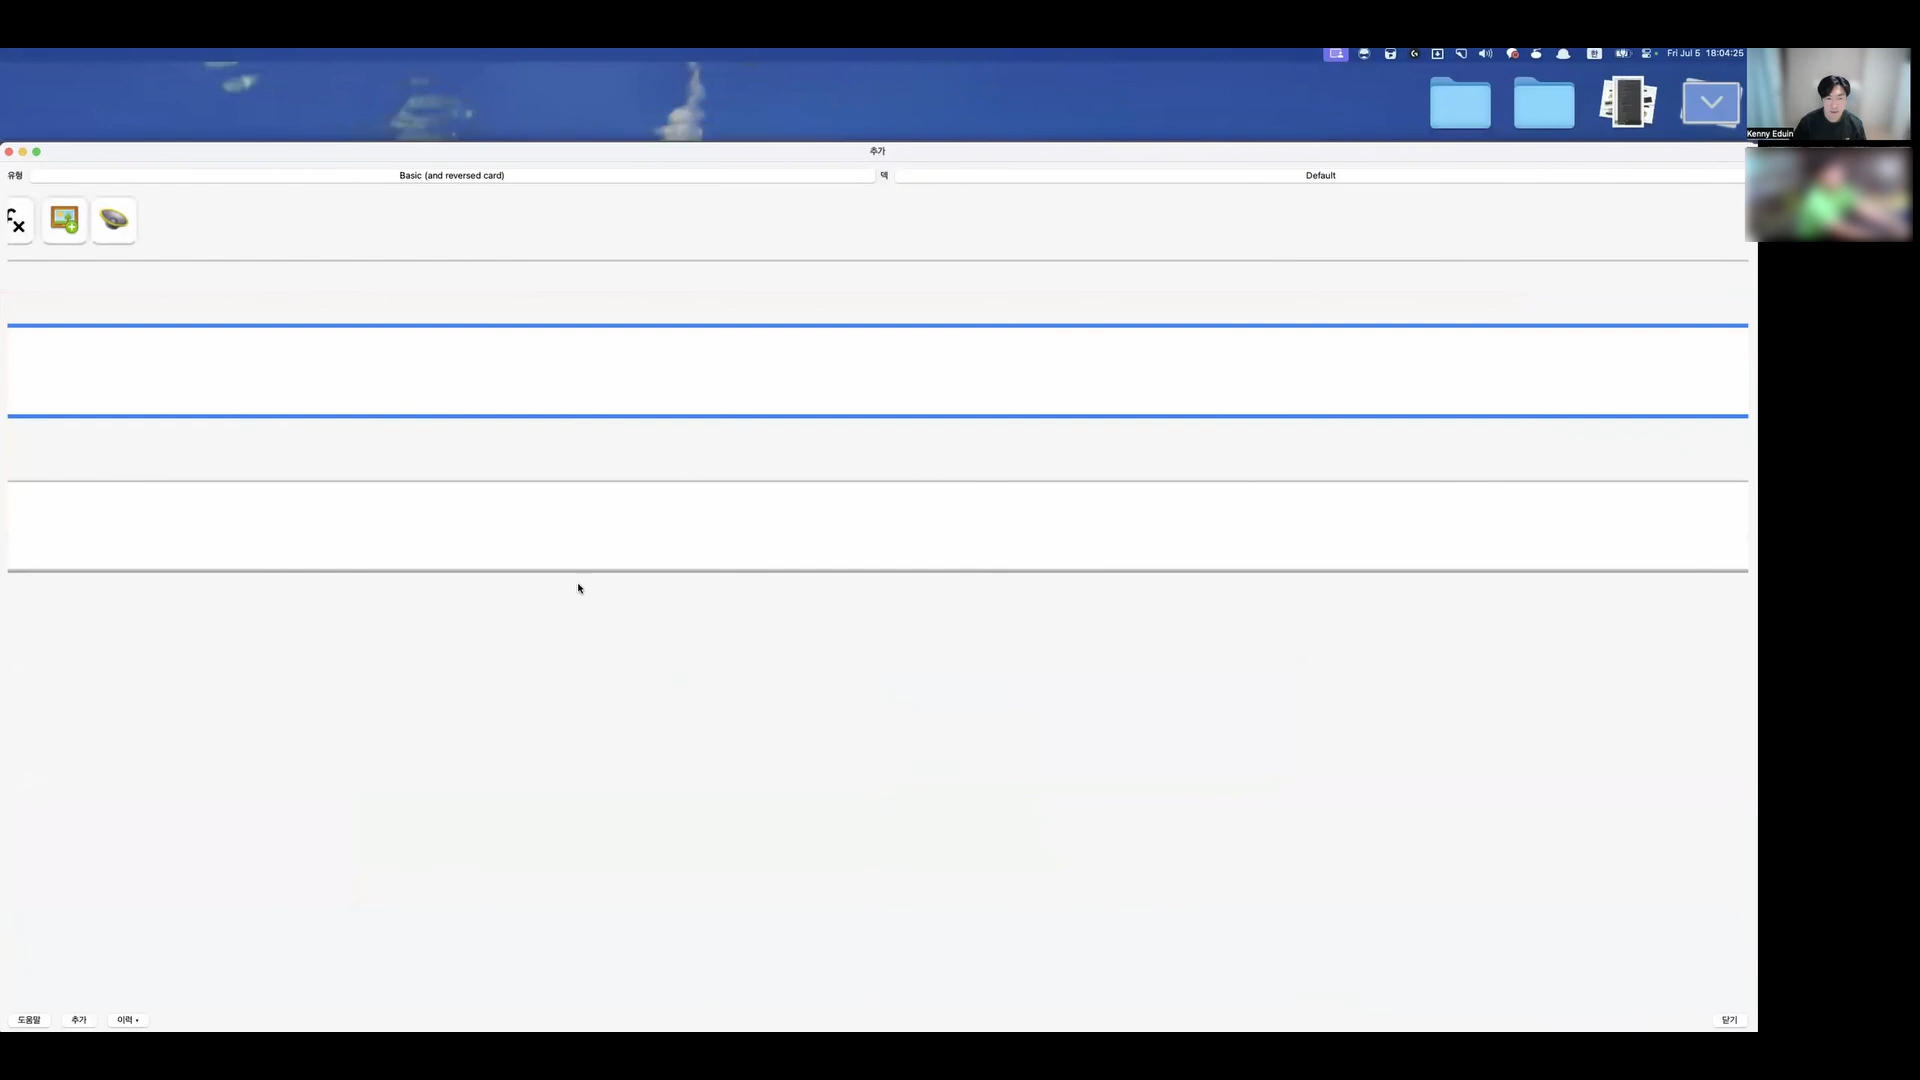 한
Fri Jul 5 18:04:25
Kenny Eduin
추가
유형
Basic (and reversed card)
덱
Default
도움말
추가
이력
닫기